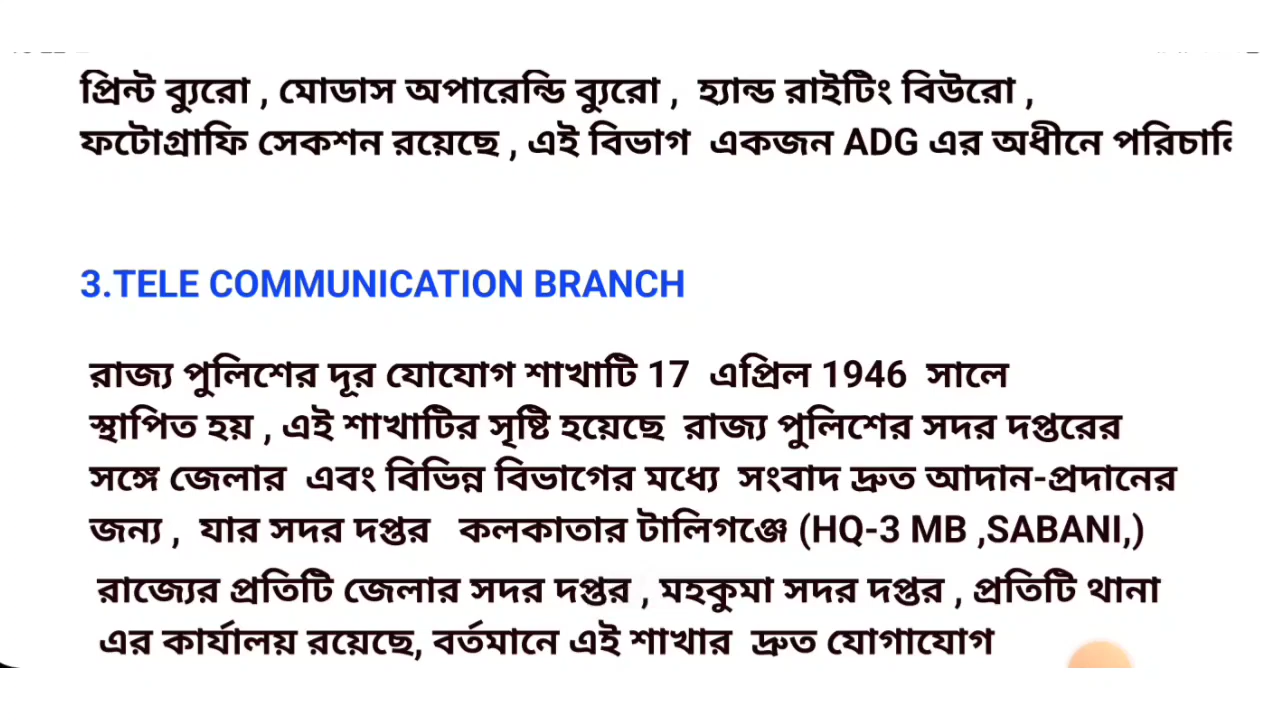 প্রিন্ট ব্যুরো , মোডাস অপারেন্ডি ব্যুরো , হ্যান্ড রাইটিং বিউরো ,
ফটোগ্রাফি সেকশন রয়েছে , এই বিভাগ একজন ADG এর অধীনে
3.TELE COMMUNICATION BRANCH
রাজ্য পুলিশের দূর যোযোগ শাখাটি 17 এপ্রিল 1946 সালে
স্থাপিত হয় , এই শাখাটির সৃষ্টি হয়েছে রাজ্য পুলিশের সদর দপ্তরের
সঙ্গে জেলার এবং বিভিন্ন বিভাগের মধ্যে সংবাদ দ্রুত আদান-প্রদানের
জন্য , যার সদর দপ্তর কলকাতার টালিগঞ্জে (HQ-3 MB ,SABANI,)
রাজ্যের প্রতিটি জেলার সদর দপ্তর , মহকুমা সদর দপ্তর , প্রতিটি থানা
এর কার্যালয় রয়েছে, বর্তমানে এই শাখার দ্রুত যোগাযোগ